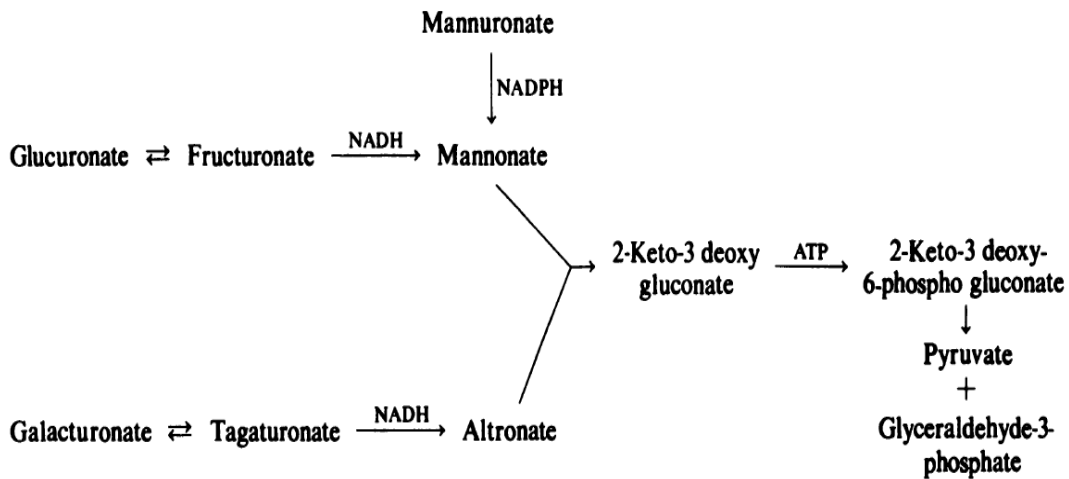 Mannuronate
NADPH
Glucuronate ⇄ Fructuronate NADH Mannonate
2-Keto-3 deoxy
gluconate
ATP
2-Keto-3 deoxy-
6-phospho gluconate
Pyruvate
+
Galacturonate ⇄ Tagaturonate NADH Altronate
Glyceraldehyde-3-
phosphate